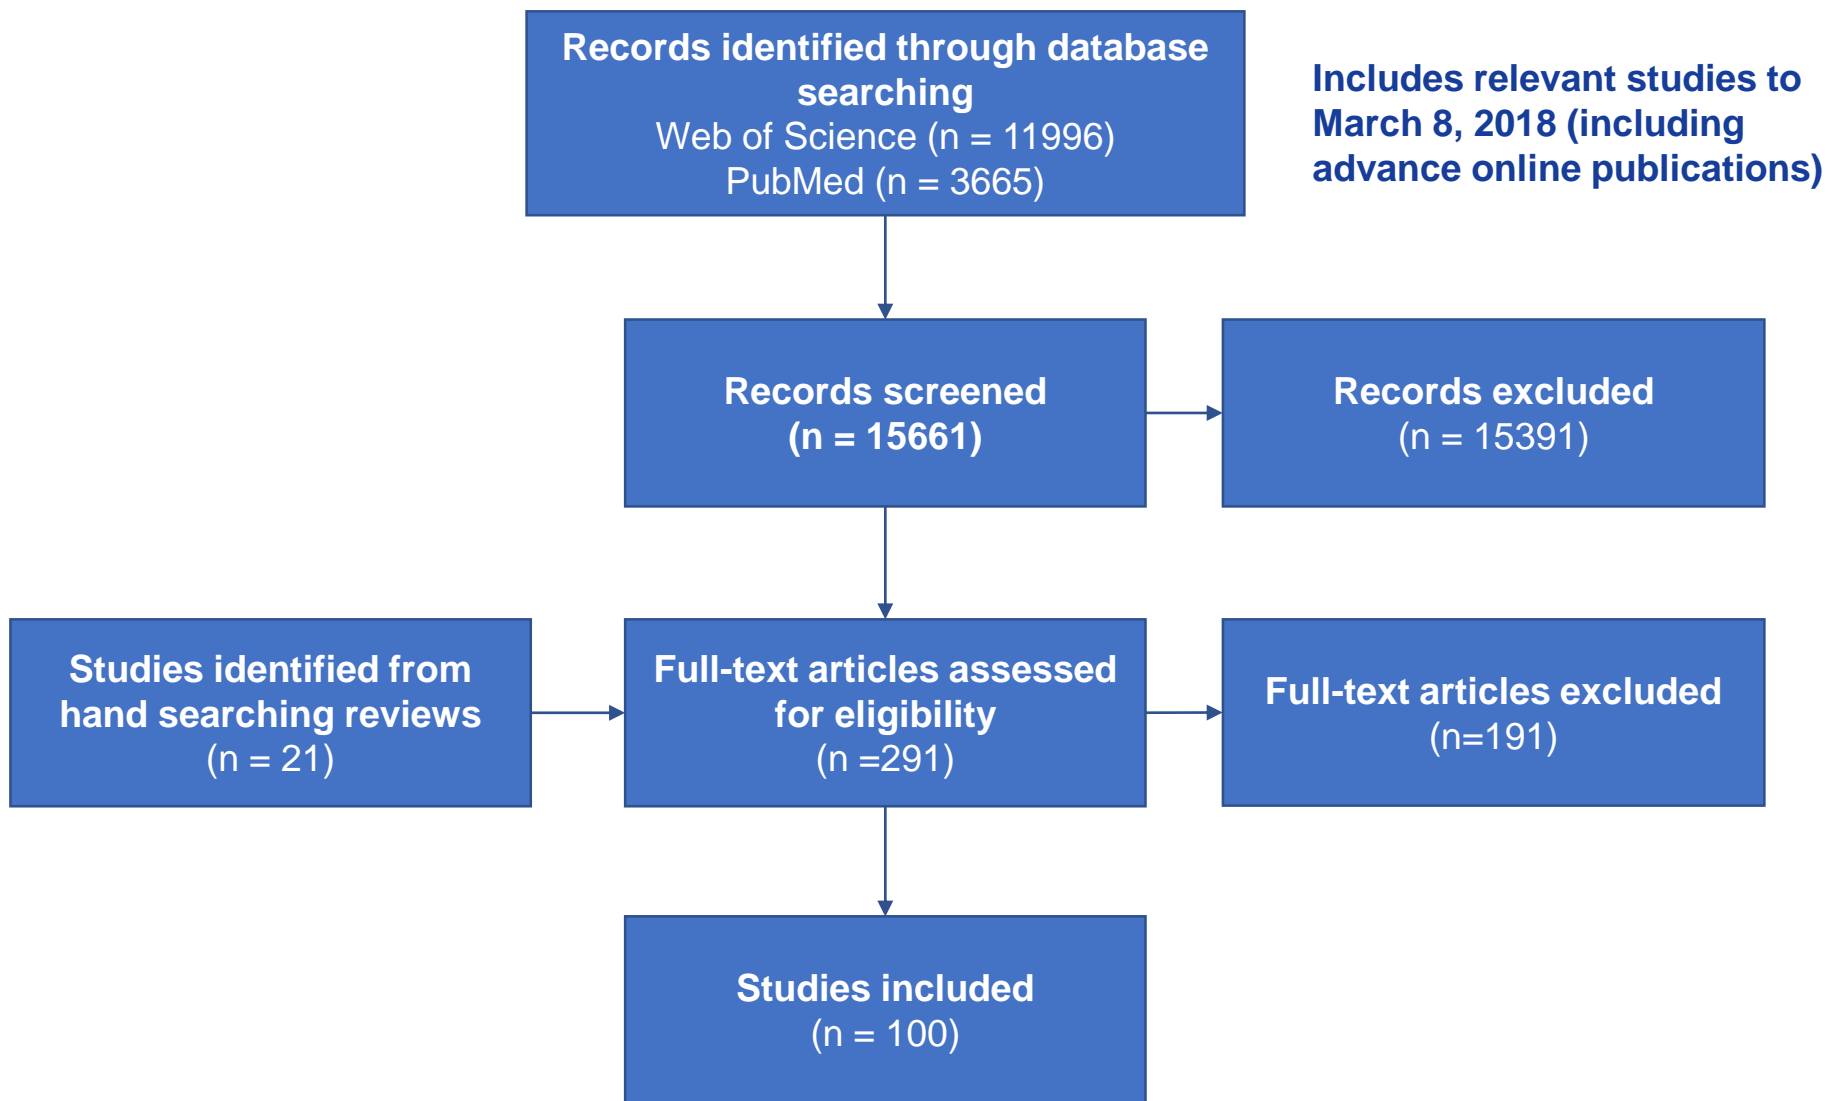 Records identified through database
searching
Web of Science (n = 11996)
PubMed (n = 3665)
Includes relevant studies to
March 8, 2018 (including
advance online publications)
Records screened
(n = 15661)
Records excluded
(n = 15391)
Studies identified from
hand searching reviews
(n = 21)
Full-text articles assessed
for eligibility
(n =291)
Full-text articles excluded
(n=191)
Studies included
(n = 100)